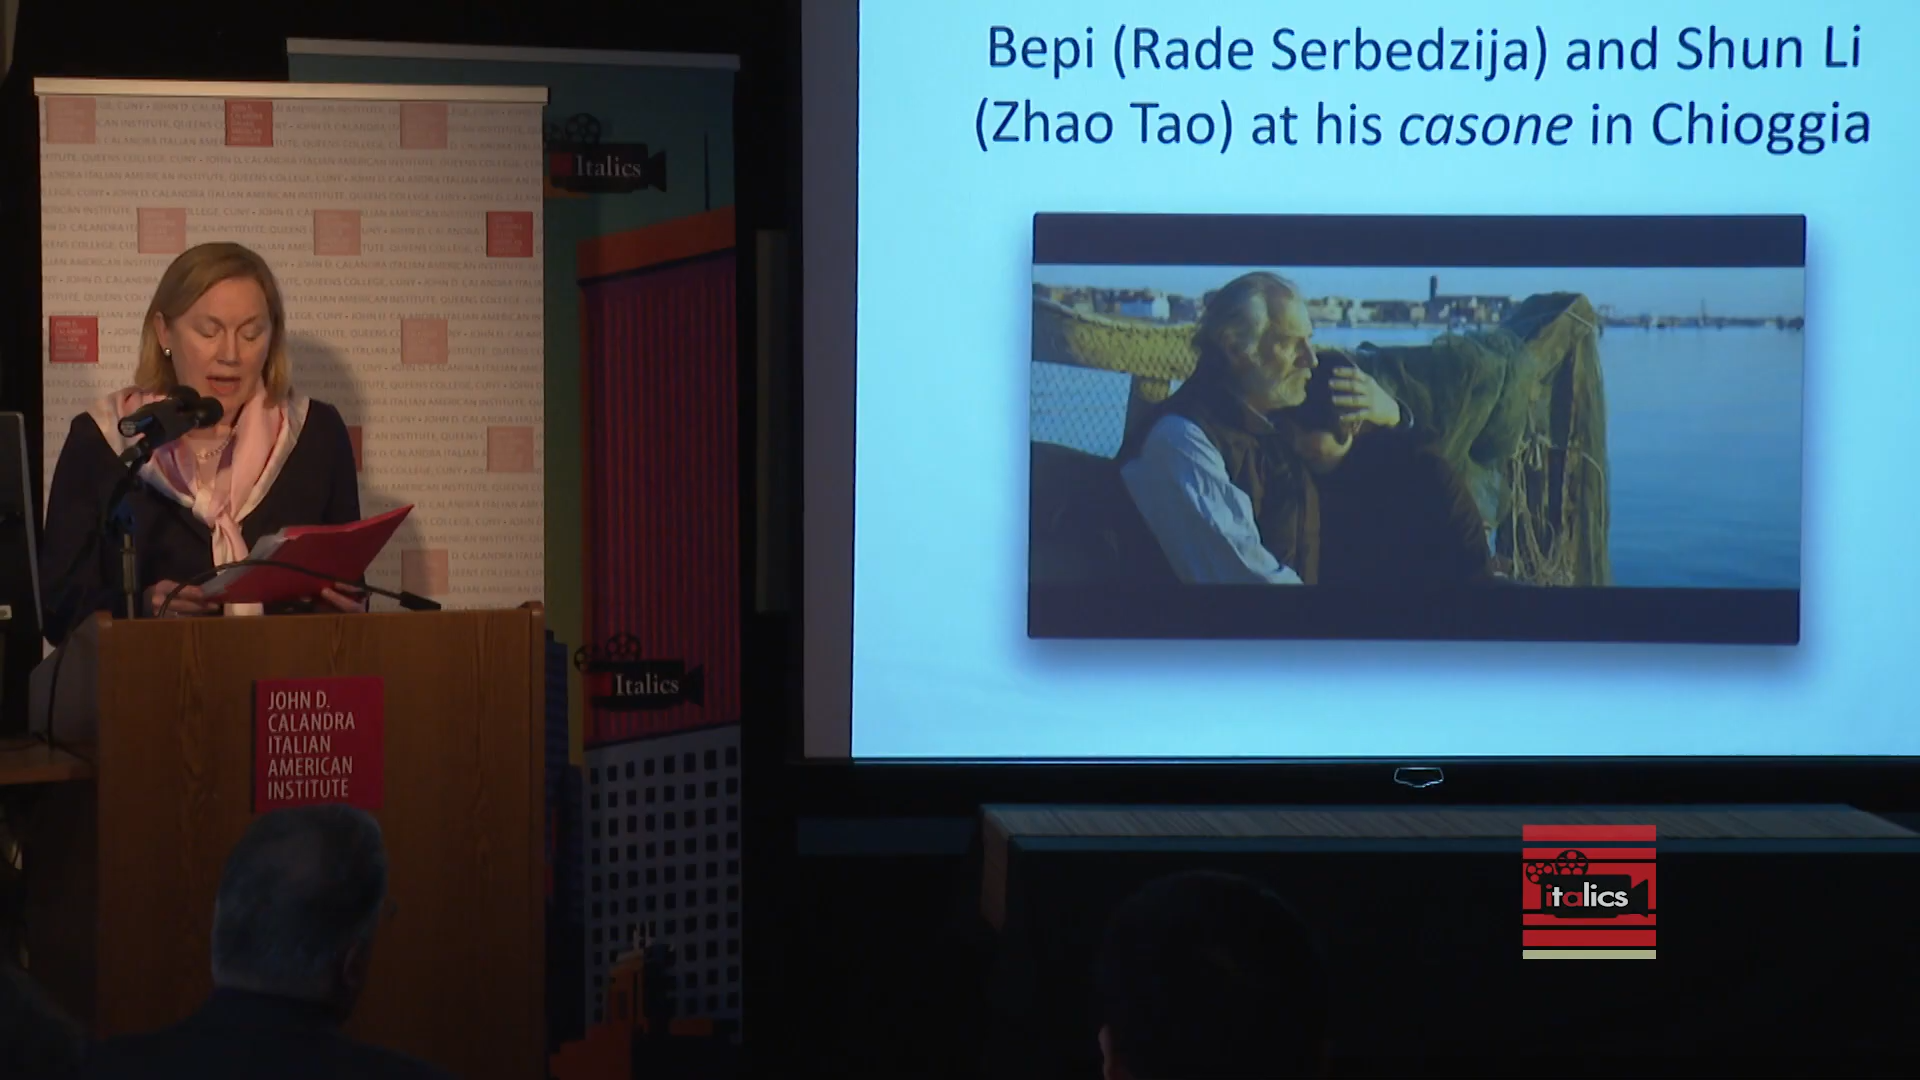 Bepi (Rade Serbedzija) and Shun Li
(Zhao Tao) at his casone in Chioggia
Italics
Italics
JOHN D.
CALANDRA
ITALIAN
AMERICAN
INSTITUTE
italics